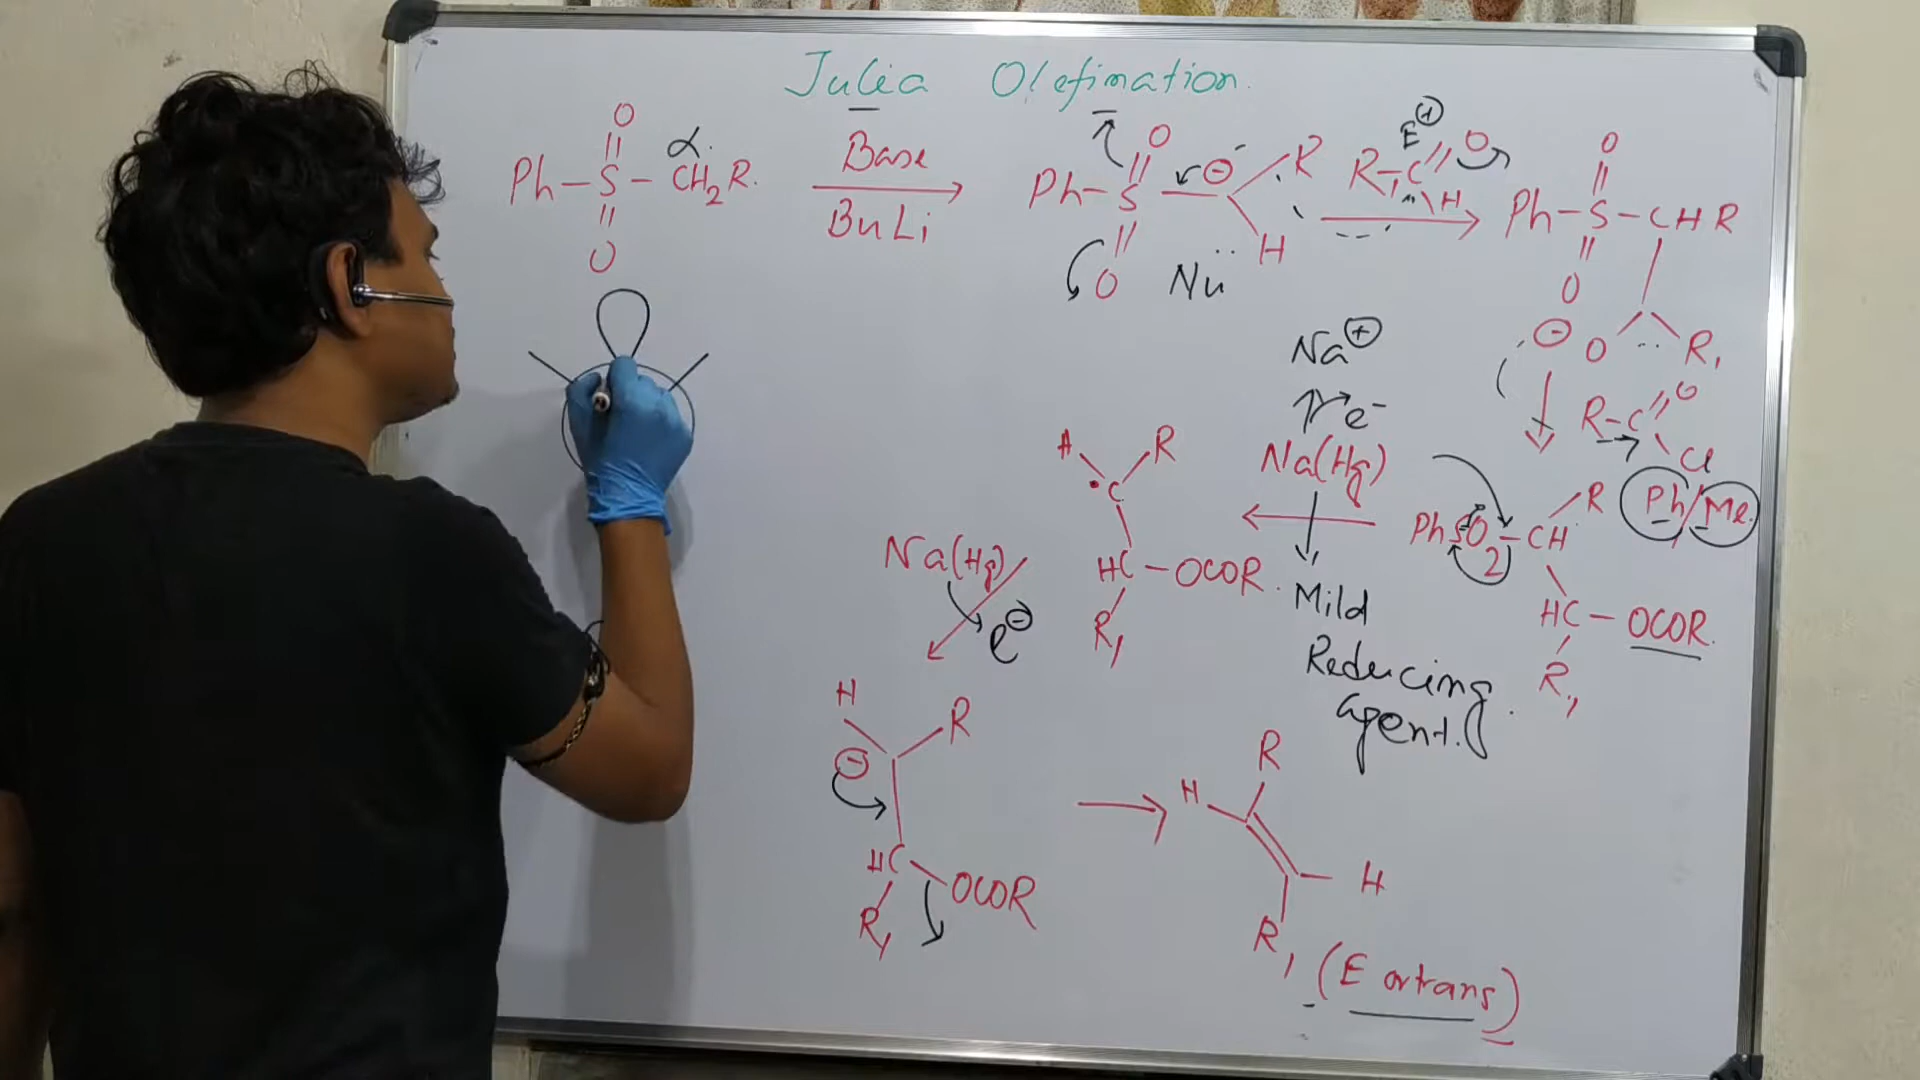 Julia Olefination.
O
Ph-S-CH2R.
O
α.
Base
BuLi
O
Ph-S
O
⊖
R
H
Nu
E⊕
R1-C=O
H
O
Ph-S-CHR
O
⊖O
R1
R-C=O
Cl
Ph/Me.
PhSO2-CH
R
HC-OCOR.
R1
Na⊕
e-
Na(Hg)
Mild
Reducing
agent.
H
R
•C
HC-OCOR.
R1
Na(Hg)
e⊖
H
R
⊖
HC
OCOR
R1
R
H
H
R1
(E or trans)